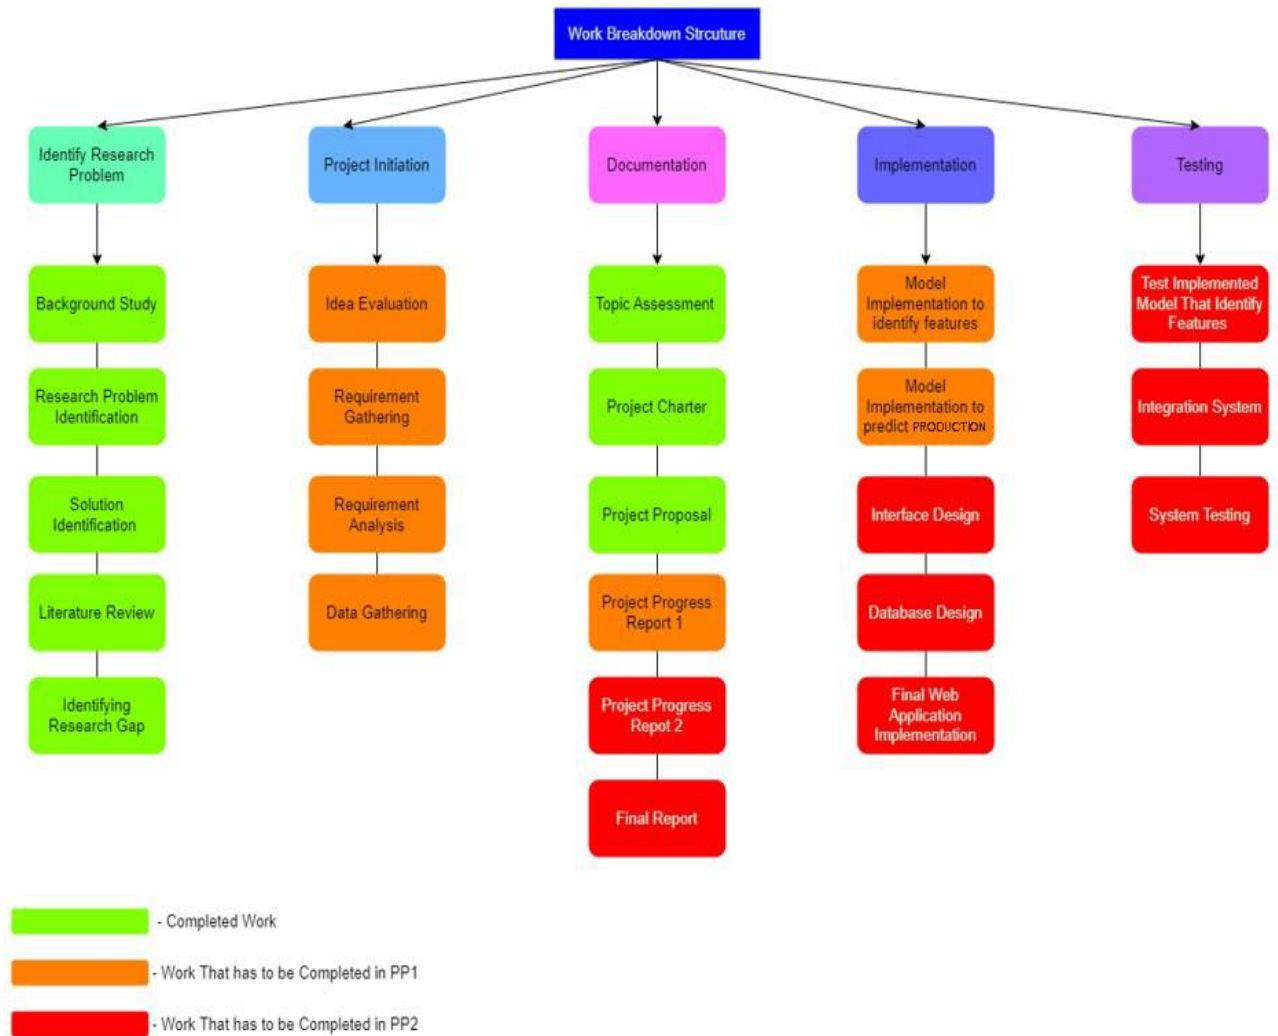 Work Breakdown Strcuture
Identify Research
Problem
Project Initiation
Documentation
Implementation
Testing
Background Study
Research Problem
Identification
Solution
Identification
Literature Review
Identifying
Research Gap
Idea Evaluation
Requirement
Gathering
Requirement
Analysis
Data Gathering
Topic Assessment
Project Charter
Project Proposal
Project Progress
Report 1
Project Progress
Repot 2
Final Report
Model
Implementation to
identify features
Model
Implementation to
predict PRODUCTION
Interface Design
Database Design
Final Web
Application
Implementation
Test Implemented
Model That Identify
Features
Integration System
System Testing
- Completed Work
- Work That has to be Completed in PP1
- Work That has to be Completed in PP2